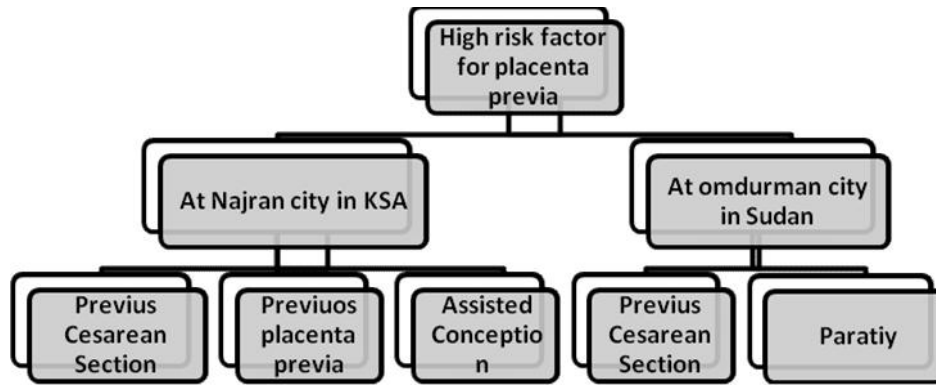 High risk factor
for placenta
previa
At Najran city in KSA
At omdurman city
in Sudan
Previus
Cesarean
Section
Previuos
placenta
previa
Assisted
Conceptio
n
Previus
Cesarean
Section
Paratiy